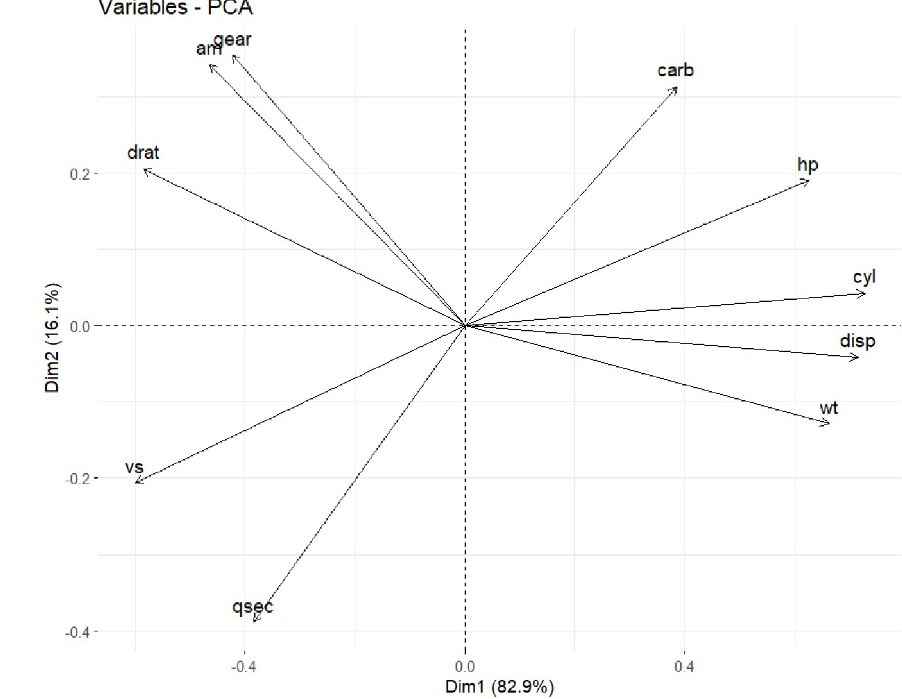 Variables - PCA
gear
am
carb
drat
hp
0.2
cyl
0.0
disp
wt
vs
-0.2
qsec
-0.4
-0.4
0.0
0.4
Dim1 (82.9%)
Dim2 (16.1%)